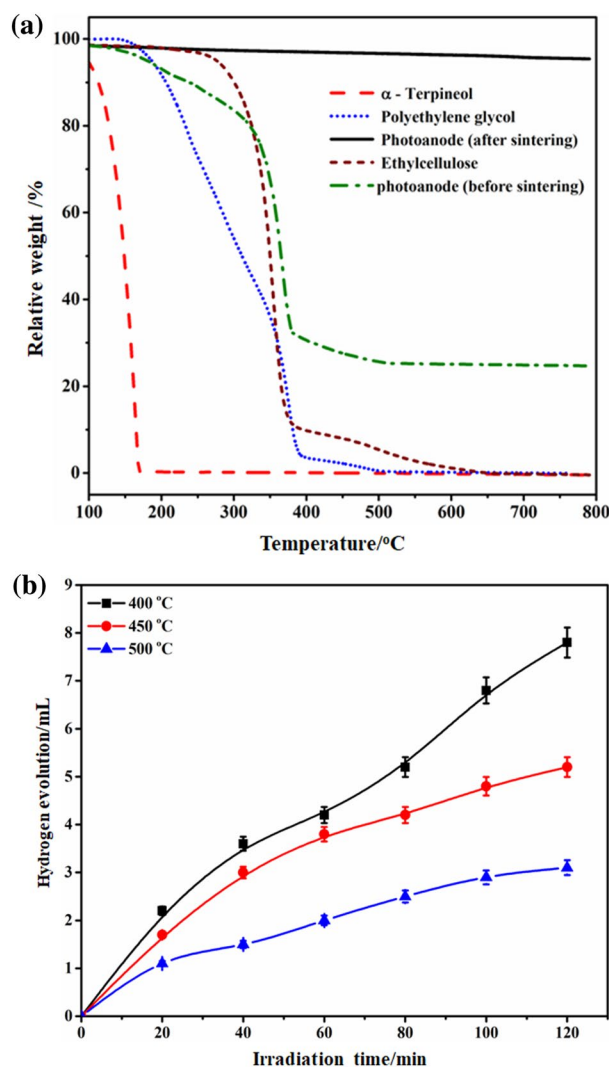 (a)
100
80
60
40
20
0
Relative weight /%
α - Terpineol
Polyethylene glycol
Photoanode (after sintering)
Ethylcellulose
photoanode (before sintering)
100 200 300 400 500 600 700 800
Temperature/°C
(b)
9
8
7
6
5
4
3
2
1
0
Hydrogen evolution/mL
400 °C
450 °C
500 °C
0 20 40 60 80 100 120
Irradiation time/min